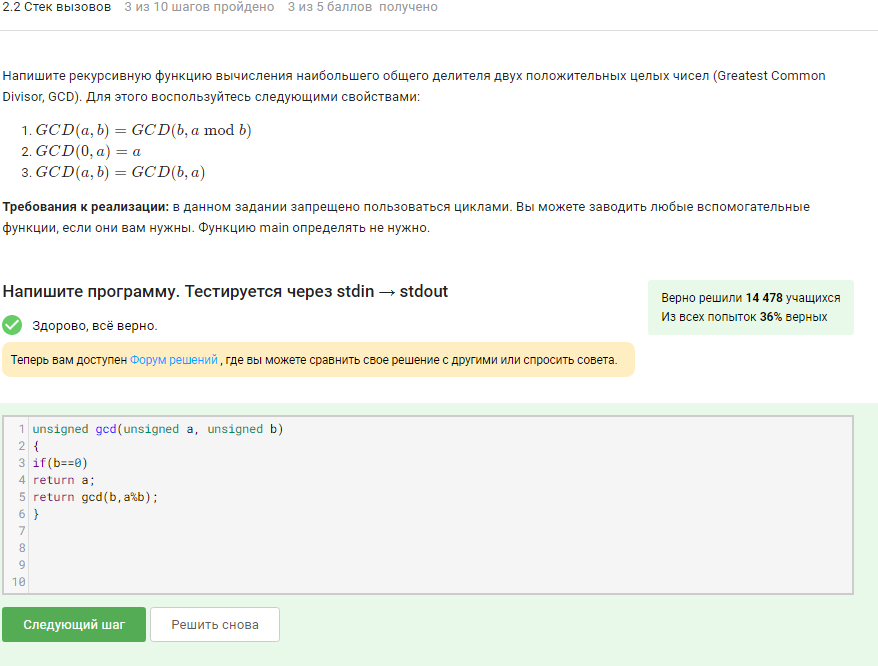 2.2 Стек вызовов 3 из 10 шагов пройдено 3 из 5 баллов получено
Напишите рекурсивную функцию вычисления наибольшего общего делителя двух положительных целых чисел (Greatest Common
Divisor, GCD). Для этого воспользуйтесь следующими свойствами:
1. GCD(a, b) = GCD(b, a mod b)
2. GCD(0, a) = a
3. GCD(a, b) = GCD(b, a)
Требования к реализации: в данном задании запрещено пользоваться циклами. Вы можете заводить любые вспомогательные
функции, если они вам нужны. Функцию main определять не нужно.
Напишите программу. Тестируется через stdin → stdout
Верно решили 14 478 учащихся
Из всех попыток 36% верных
Здорово, всё верно.
Теперь вам доступен Форум решений , где вы можете сравнить свое решение с другими или спросить совета.
1 unsigned gcd(unsigned a, unsigned b)
2 {
3 if(b==0)
4 return a;
5 return gcd(b,a%b);
6 }
7
8
9
10
Следующий шаг Решить снова